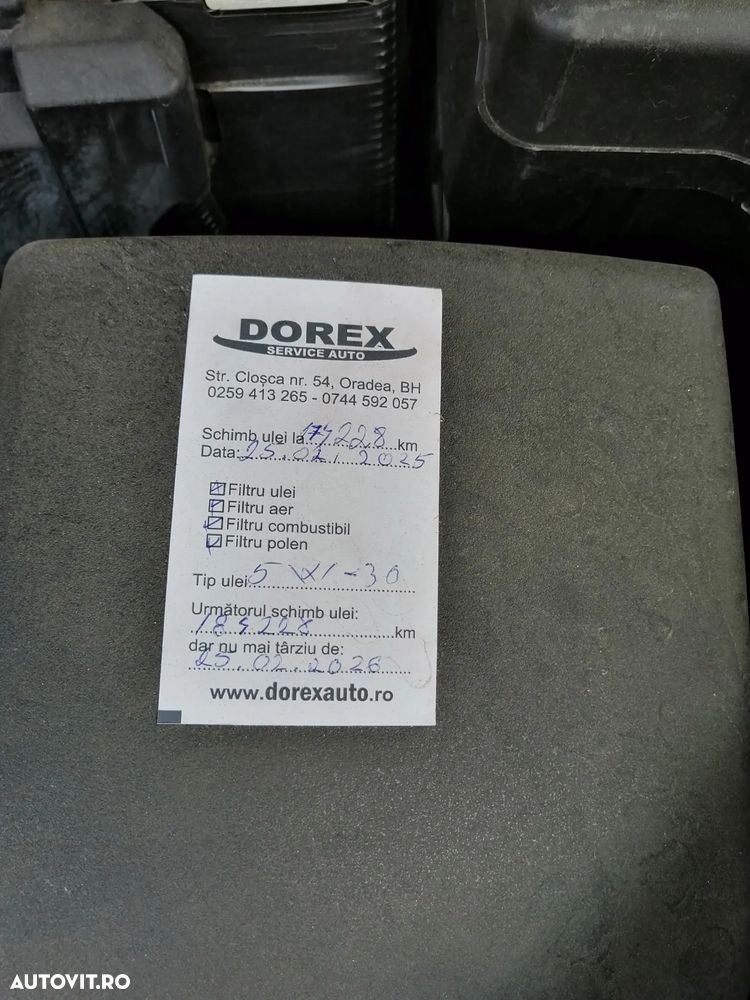 DOREX
SERVICE AUTO
Str. Cloșca nr. 54, Oradea, BH
0259 413 265 - 0744 592 057
Schimb ulei la 174228 km
Data: 25.02.2025
Filtru ulei
Filtru aer
Filtru combustibil
Filtru polen
Tip ulei 5 W-30
Următorul schimb ulei:
184228 km
dar nu mai târziu de:
25.02.2026
www.dorexauto.ro
AUTOVIT.RO